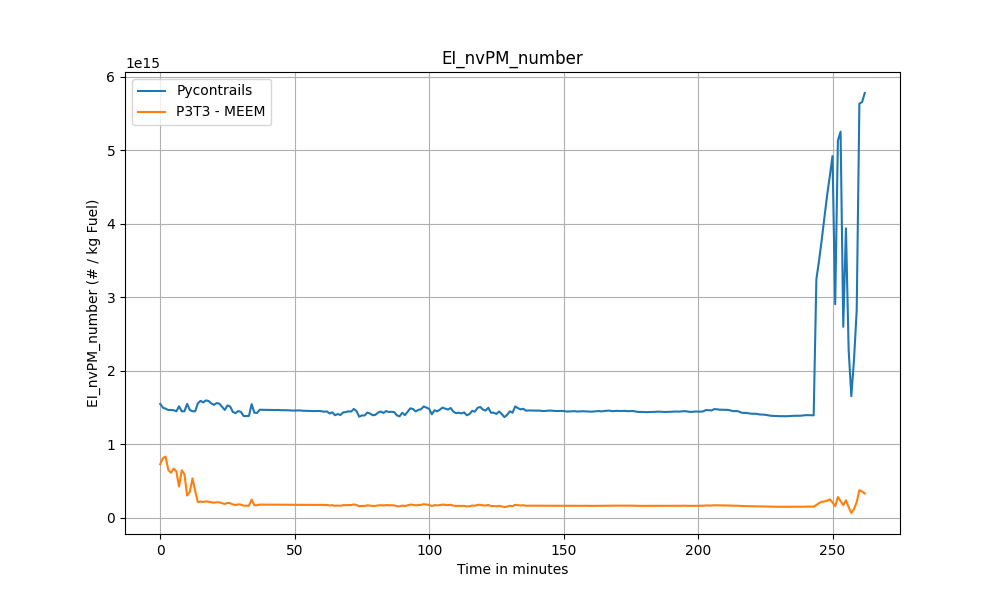 EI_nvPM_number
1e15
Pycontrails
P3T3 - MEEM
6
5
4
3
2
1
0
EI_nvPM_number (# / kg Fuel)
0 50 100 150 200 250
Time in minutes